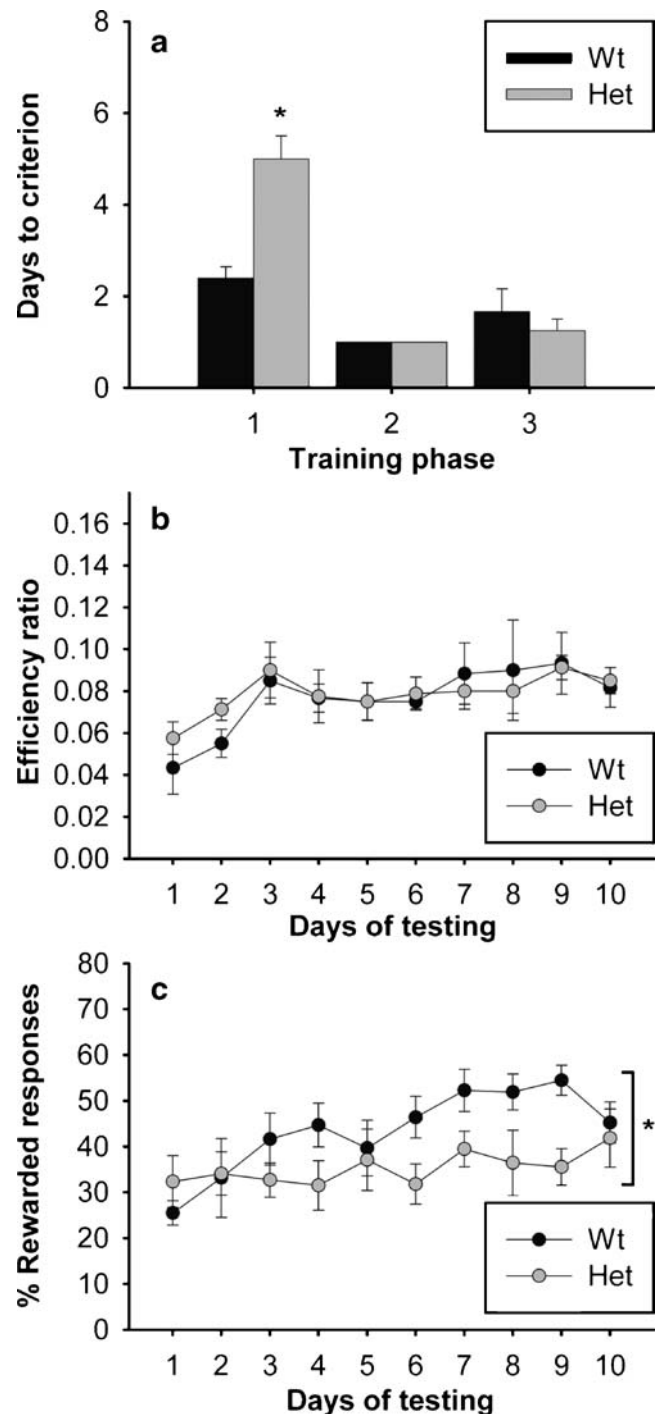 a
8
6
4
2
0
Days to criterion
Wt
Het
*
1 2 3
Training phase
b
0.16
0.14
0.12
0.10
0.08
0.06
0.04
0.02
0.00
Efficiency ratio
Wt
Het
1 2 3 4 5 6 7 8 9 10
Days of testing
c
80
70
60
50
40
30
20
10
0
% Rewarded responses
*
Wt
Het
1 2 3 4 5 6 7 8 9 10
Days of testing